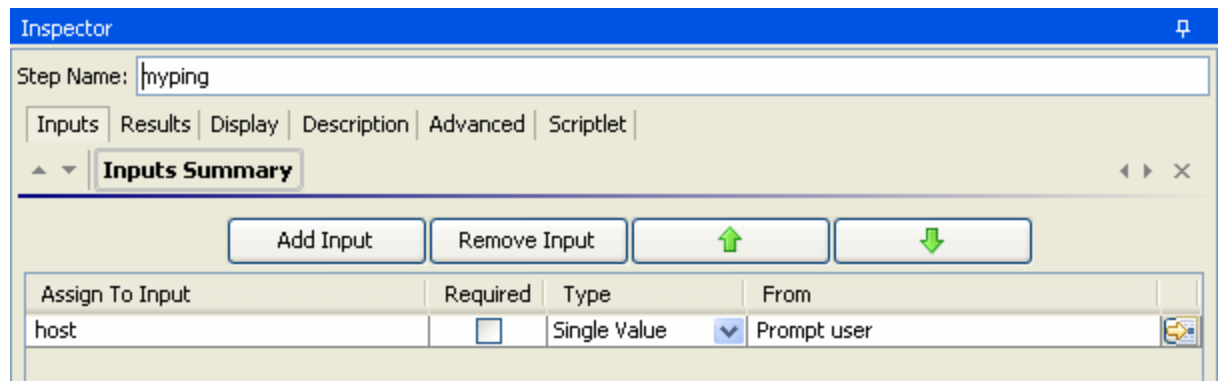 Inspector
Step Name: myping
Inputs Results Display Description Advanced Scriptlet
Inputs Summary
Add Input Remove Input
Assign To Input Required Type From
host Single Value Prompt user